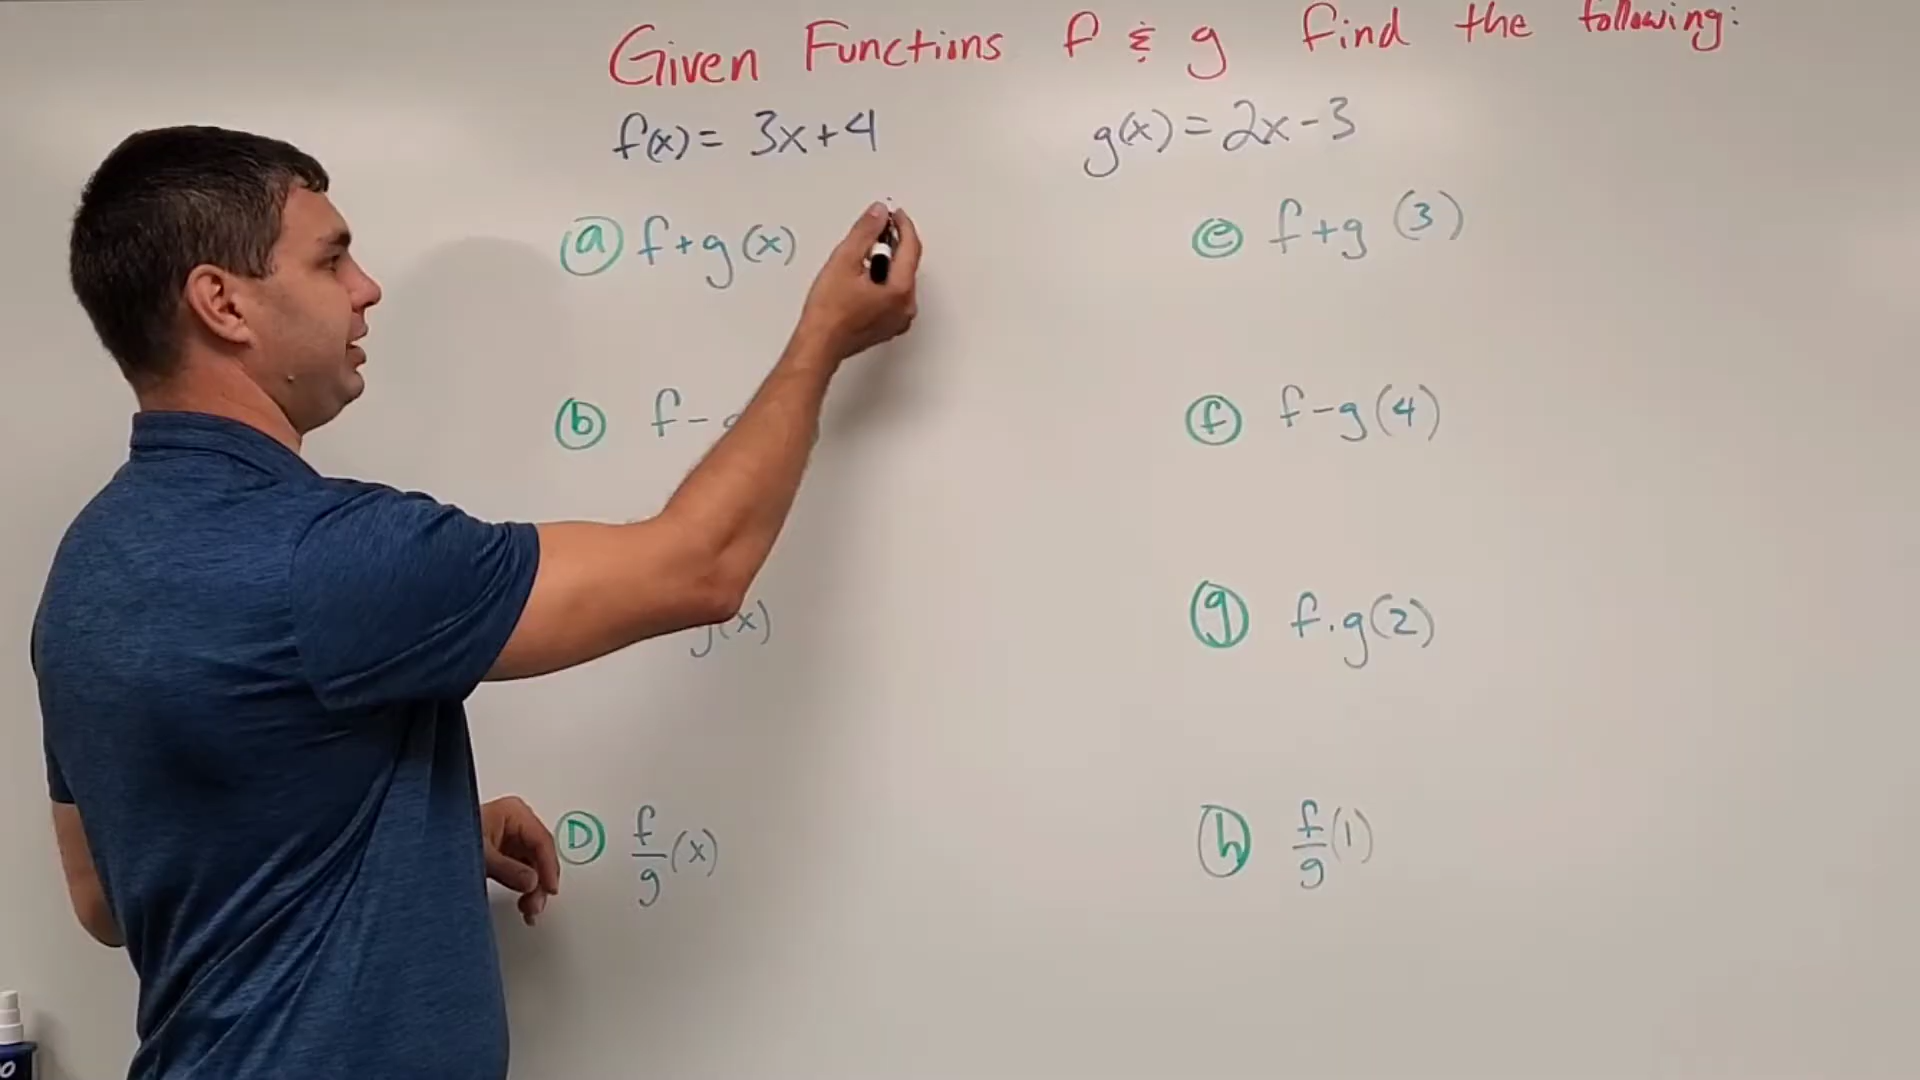 Given Functions f & g find the following:
f(x) = 3x+4
g(x) = 2x-3
a f+g(x)
b f-
g(x)
D f/g(x)
e f+g (3)
f f-g(4)
g f·g(2)
h f/g(1)